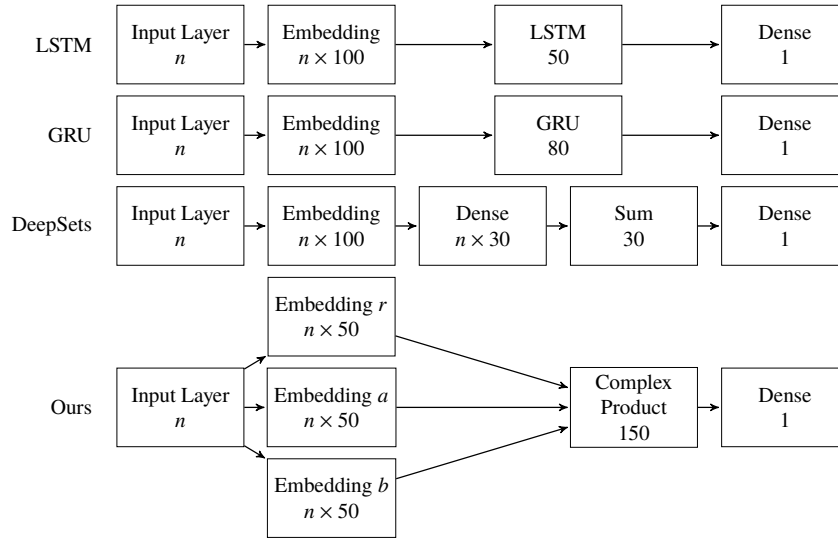 LSTM
Input Layer
n
Embedding
n × 100
LSTM
50
Dense
1
GRU
Input Layer
n
Embedding
n × 100
GRU
80
Dense
1
DeepSets
Input Layer
n
Embedding
n × 100
Dense
n × 30
Sum
30
Dense
1
Ours
Input Layer
n
Embedding r
n × 50
Embedding a
n × 50
Embedding b
n × 50
Complex
Product
150
Dense
1